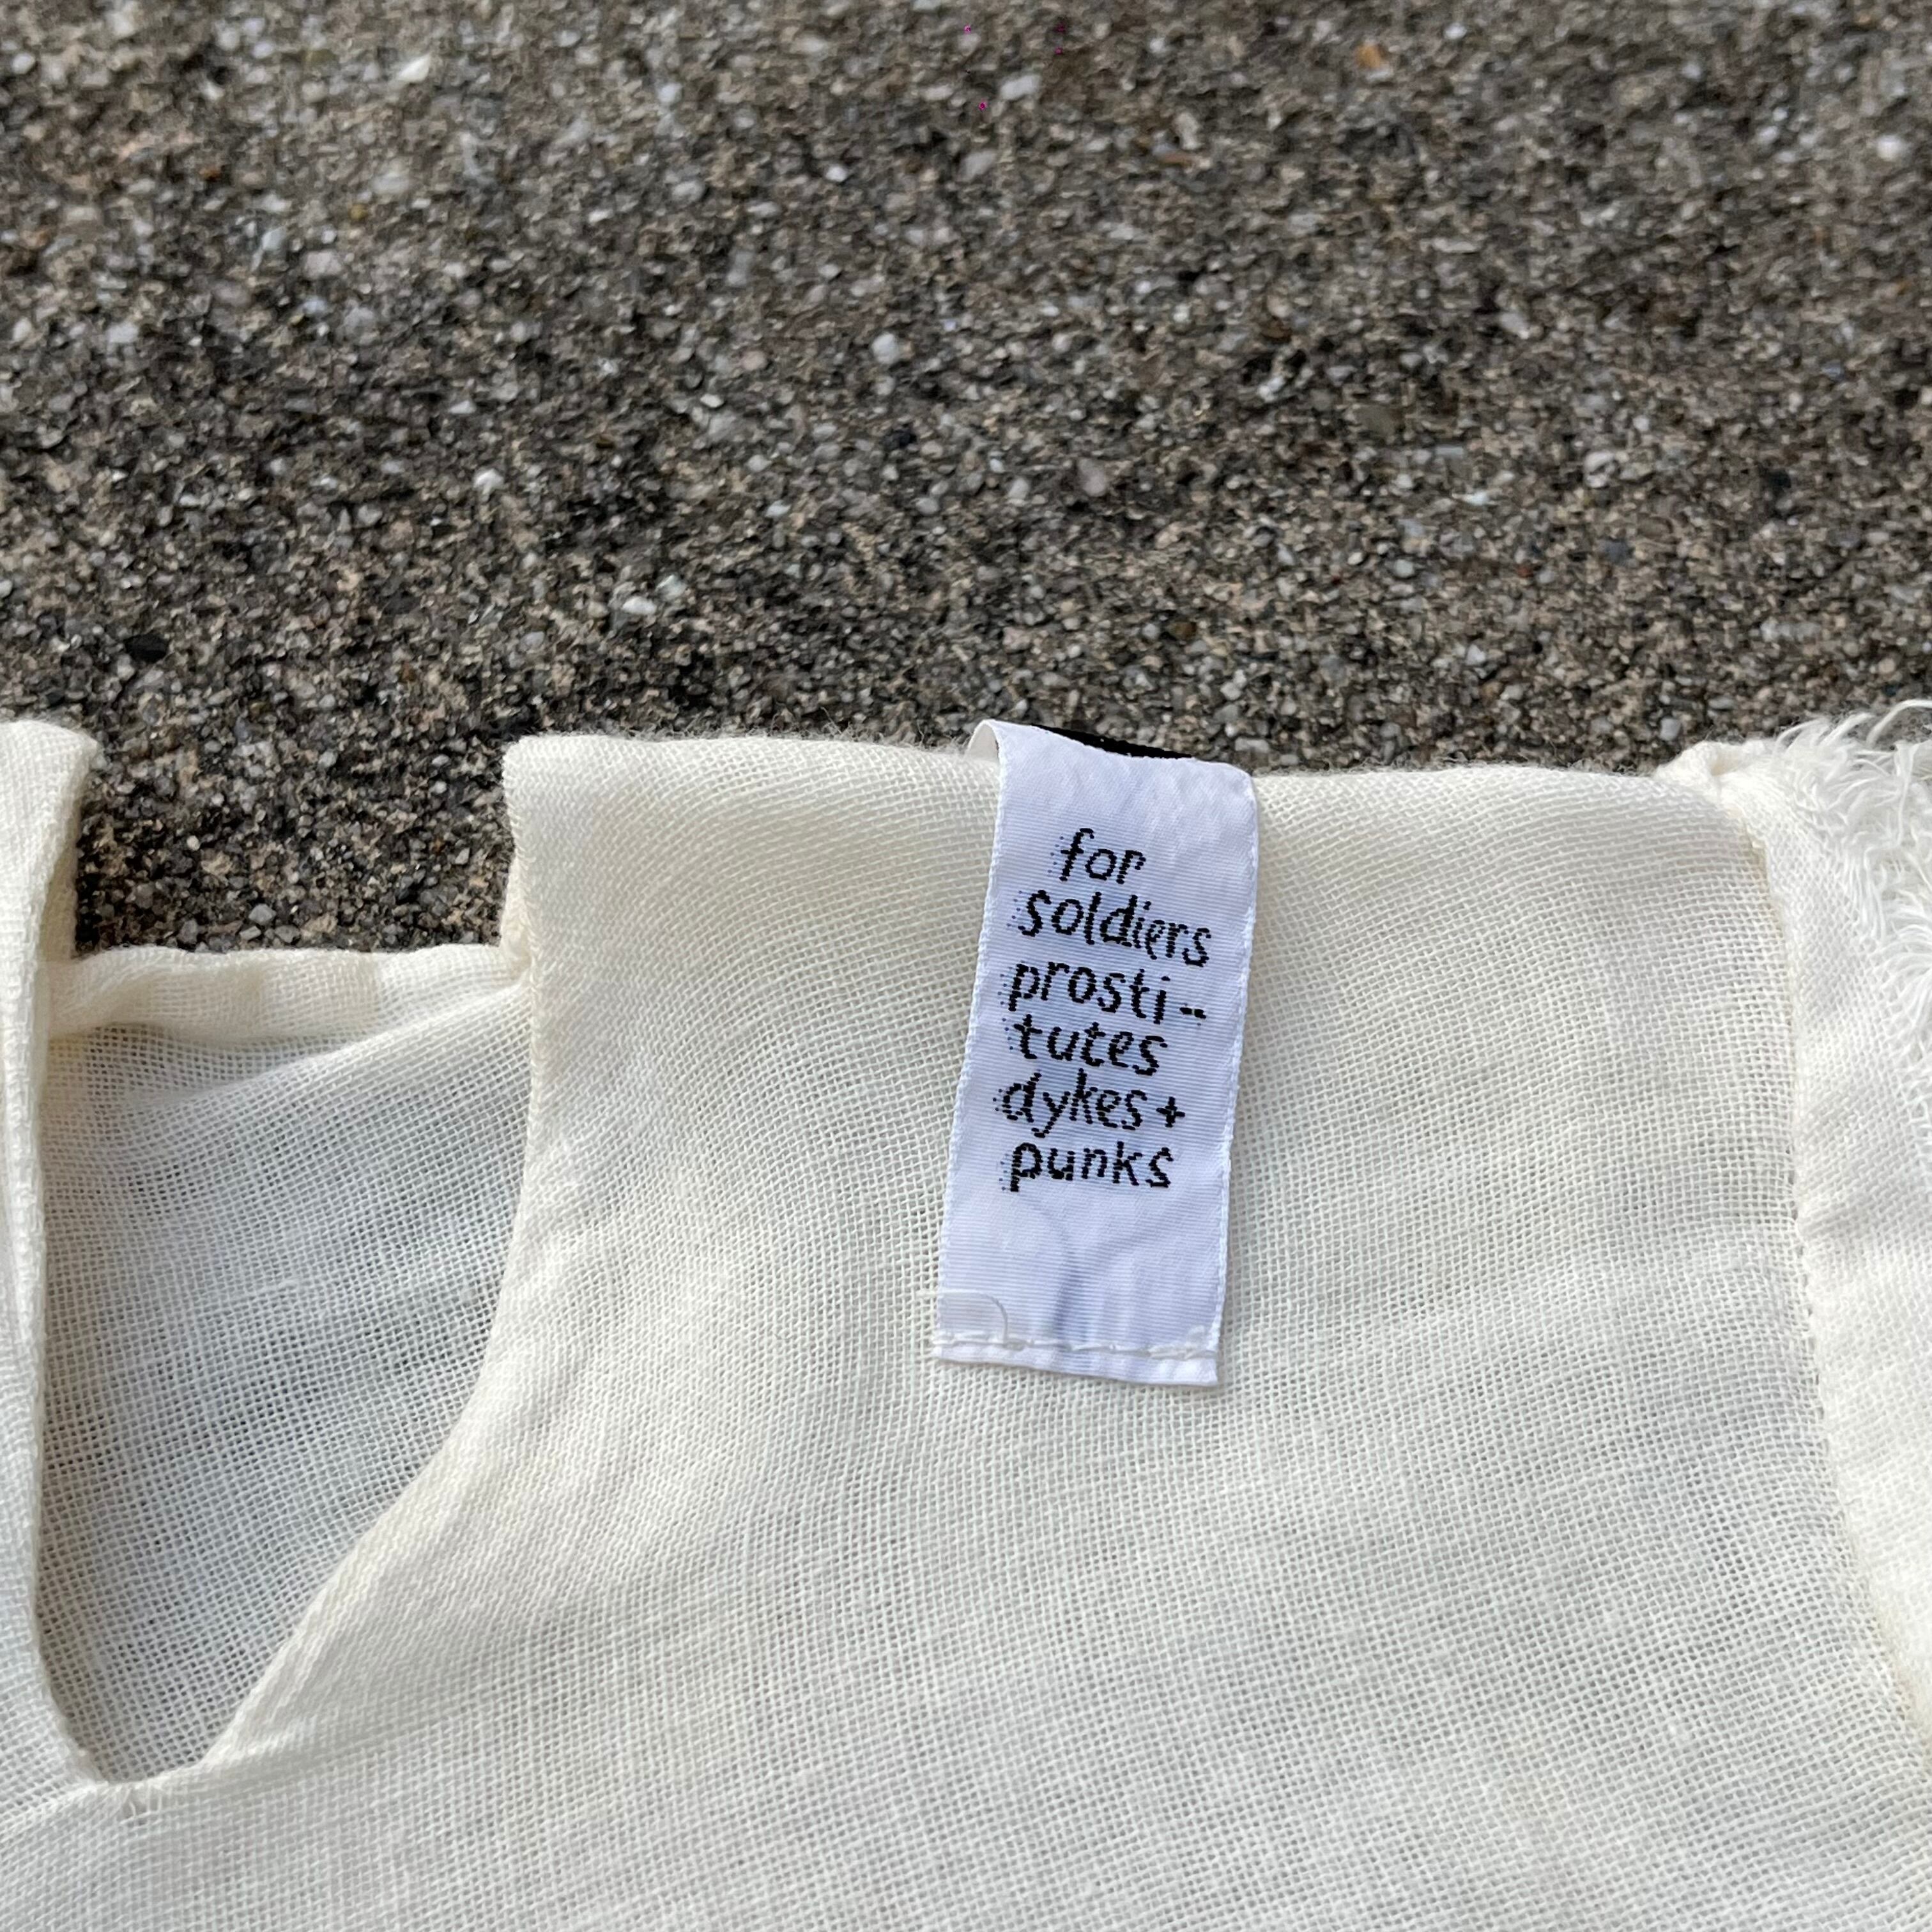 for
soldiers
prosti--
tutes
dykes +
punks